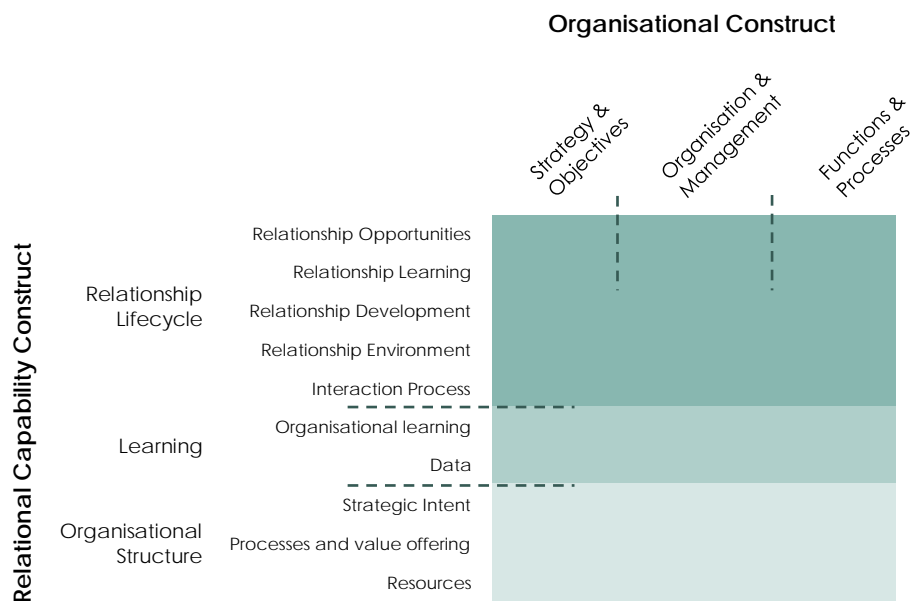 Organisational Construct
Strategy &
Objectives
Organisation &
Management
Functions &
Processes
Relational Capability Construct
Relationship
Lifecycle
Relationship Opportunities
Relationship Learning
Relationship Development
Relationship Environment
Interaction Process
Learning
Organisational learning
Data
Organisational
Structure
Strategic Intent
Processes and value offering
Resources